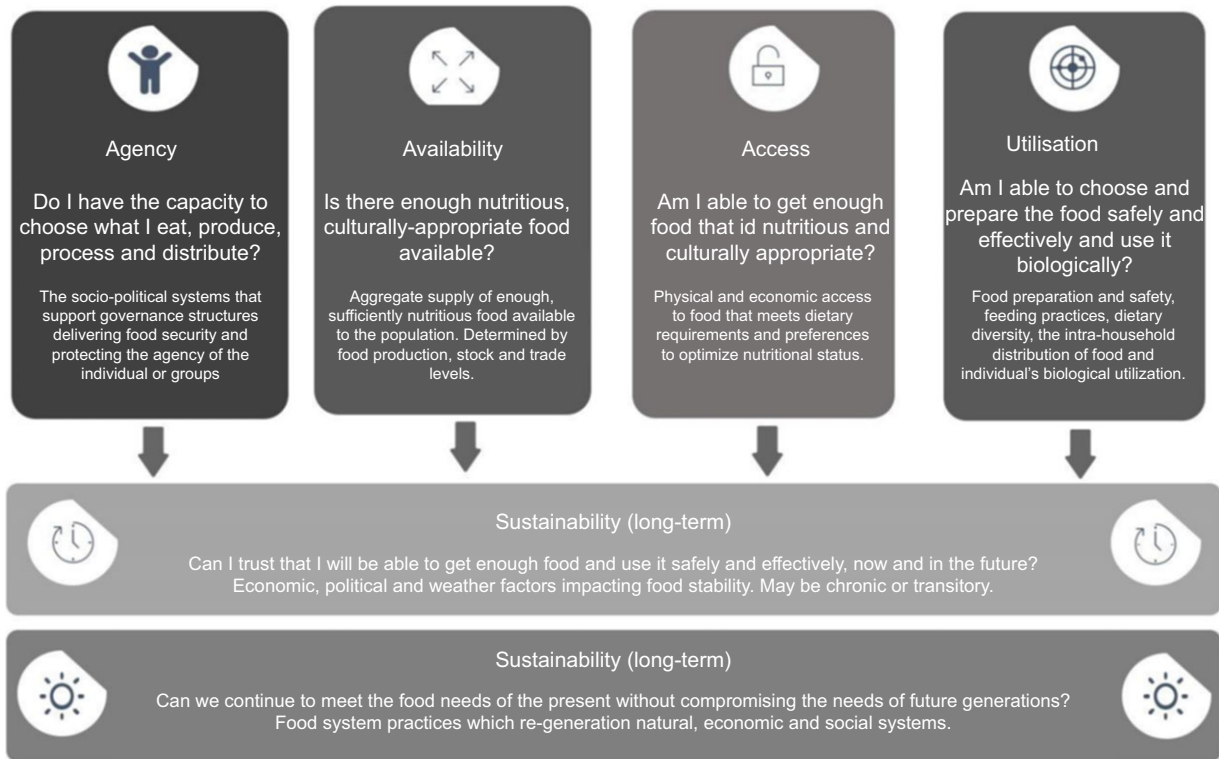 Agency
Do I have the capacity to
choose what I eat, produce,
process and distribute?
The socio-political systems that
support governance structures
delivering food security and
protecting the agency of the
individual or groups
Availability
Is there enough nutritious,
culturally-appropriate food
available?
Aggregate supply of enough,
sufficiently nutritious food available
to the population. Determined by
food production, stock and trade
levels.
Access
Am I able to get enough
food that id nutritious and
culturally appropriate?
Physical and economic access
to food that meets dietary
requirements and preferences
to optimize nutritional status.
Utilisation
Am I able to choose and
prepare the food safely and
effectively and use it
biologically?
Food preparation and safety,
feeding practices, dietary
diversity, the intra-household
distribution of food and
individual's biological utilization.
Sustainability (long-term)
Can I trust that I will be able to get enough food and use it safely and effectively, now and in the future?
Economic, political and weather factors impacting food stability. May be chronic or transitory.
Sustainability (long-term)
Can we continue to meet the food needs of the present without compromising the needs of future generations?
Food system practices which re-generation natural, economic and social systems.